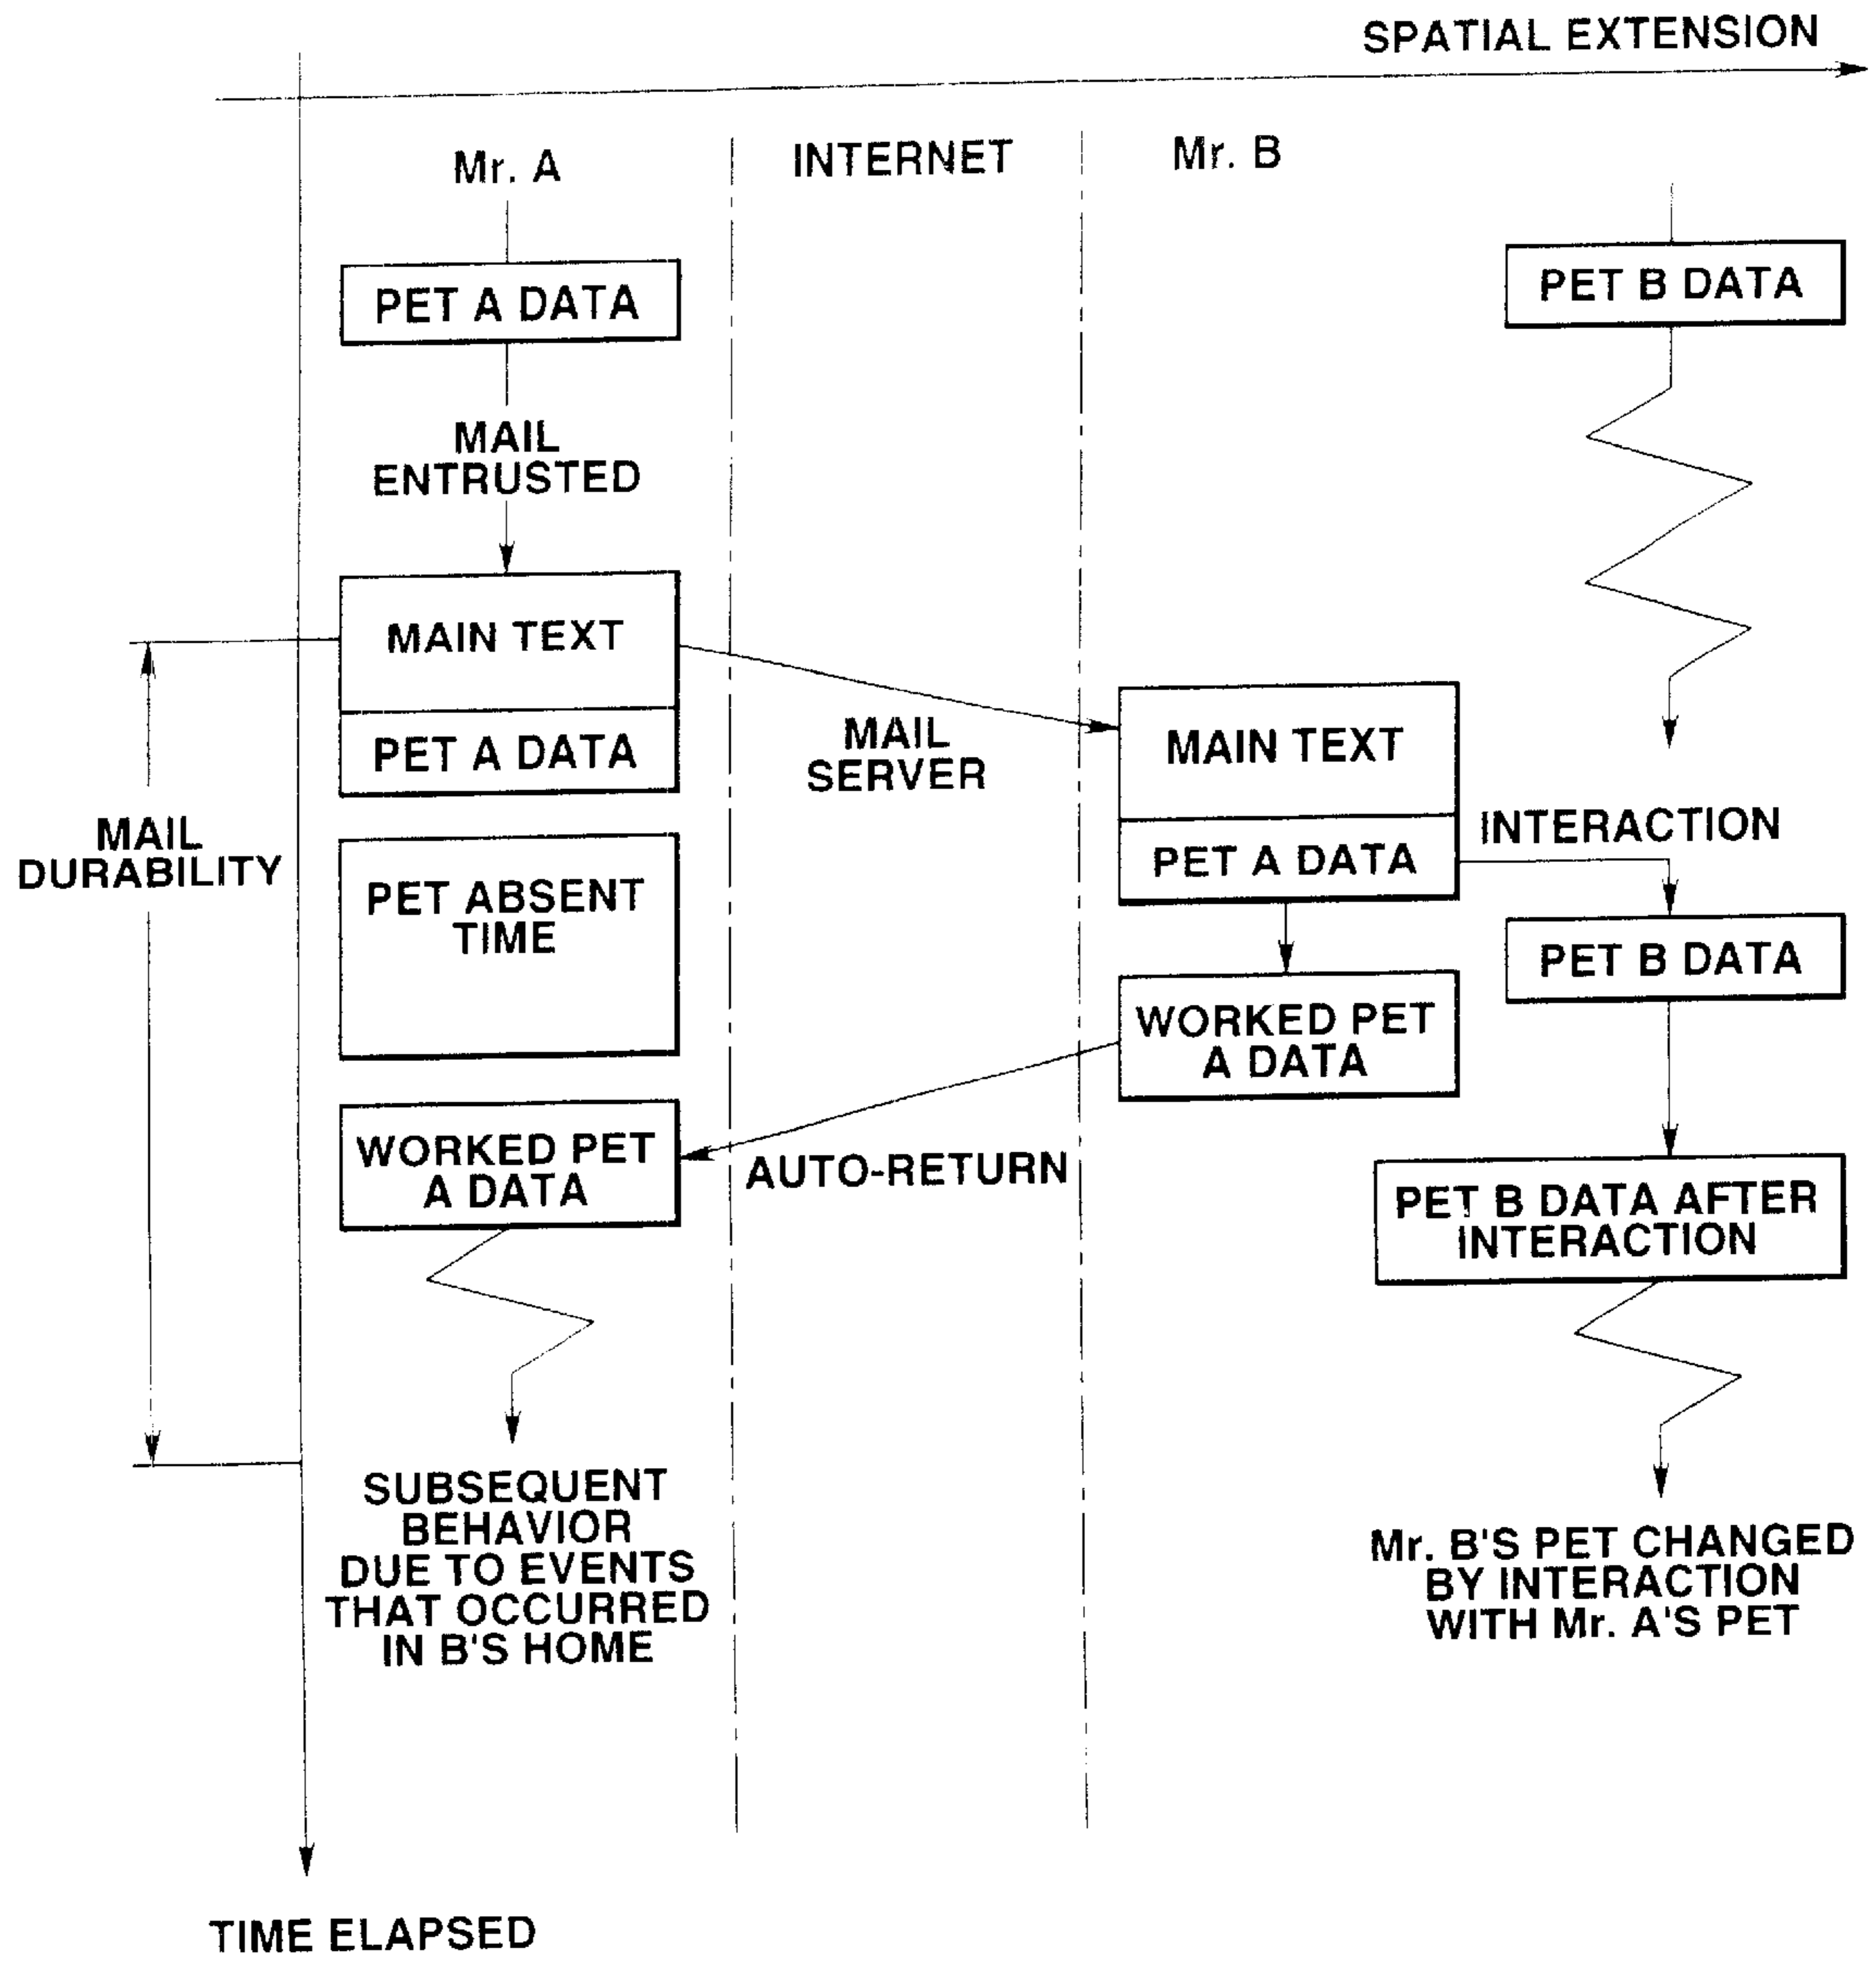 SPATIAL EXTENSION
Mr. A
INTERNET
Mr. B
PET A DATA
PET B DATA
MAIL
ENTRUSTED
MAIN TEXT
PET A DATA
MAIL
SERVER
MAIN TEXT
PET A DATA
INTERACTION
MAIL
DURABILITY
PET ABSENT
TIME
PET B DATA
WORKED PET
A DATA
WORKED PET
A DATA
AUTO-RETURN
PET B DATA AFTER
INTERACTION
SUBSEQUENT
BEHAVIOR
DUE TO EVENTS
THAT OCCURRED
IN B'S HOME
Mr. B'S PET CHANGED
BY INTERACTION
WITH Mr. A'S PET
TIME ELAPSED